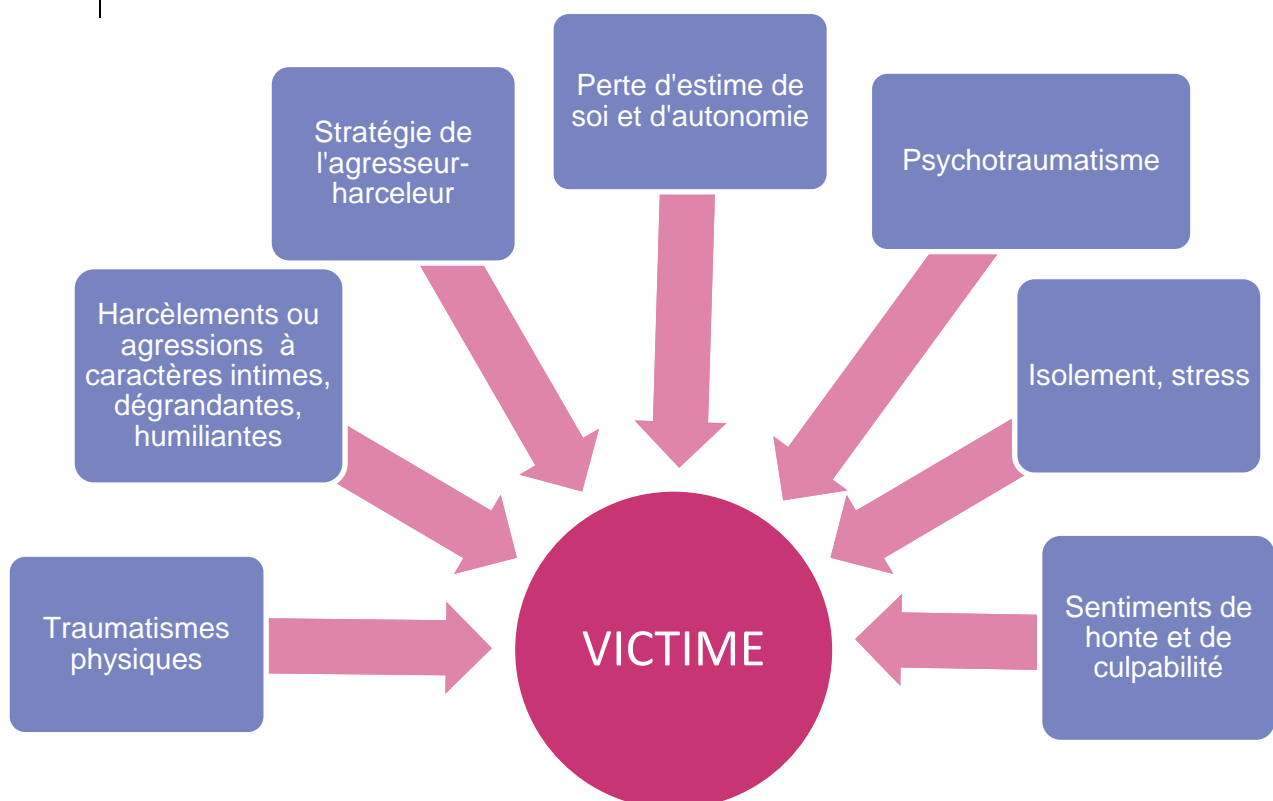 Perte d'estime de
soi et d'autonomie
Stratégie de
l'agresseur-
harceleur
Psychotraumatisme
Harcèlements ou
agressions  à
caractères intimes,
dégrandantes,
humiliantes
Isolement, stress
Traumatismes
physiques
VICTIME
Sentiments de
honte et de
culpabilité